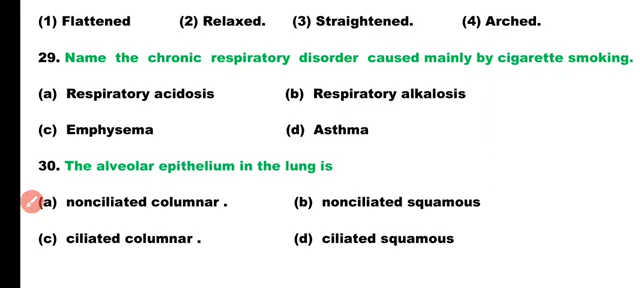 (1) Flattened (2) Relaxed. (3) Straightened. (4) Arched.
29. Name the chronic respiratory disorder caused mainly by cigarette smoking.
(a) Respiratory acidosis (b) Respiratory alkalosis
(c) Emphysema (d) Asthma
30. The alveolar epithelium in the lung is
(a) nonciliated columnar . (b) nonciliated squamous
(c) ciliated columnar . (d) ciliated squamous